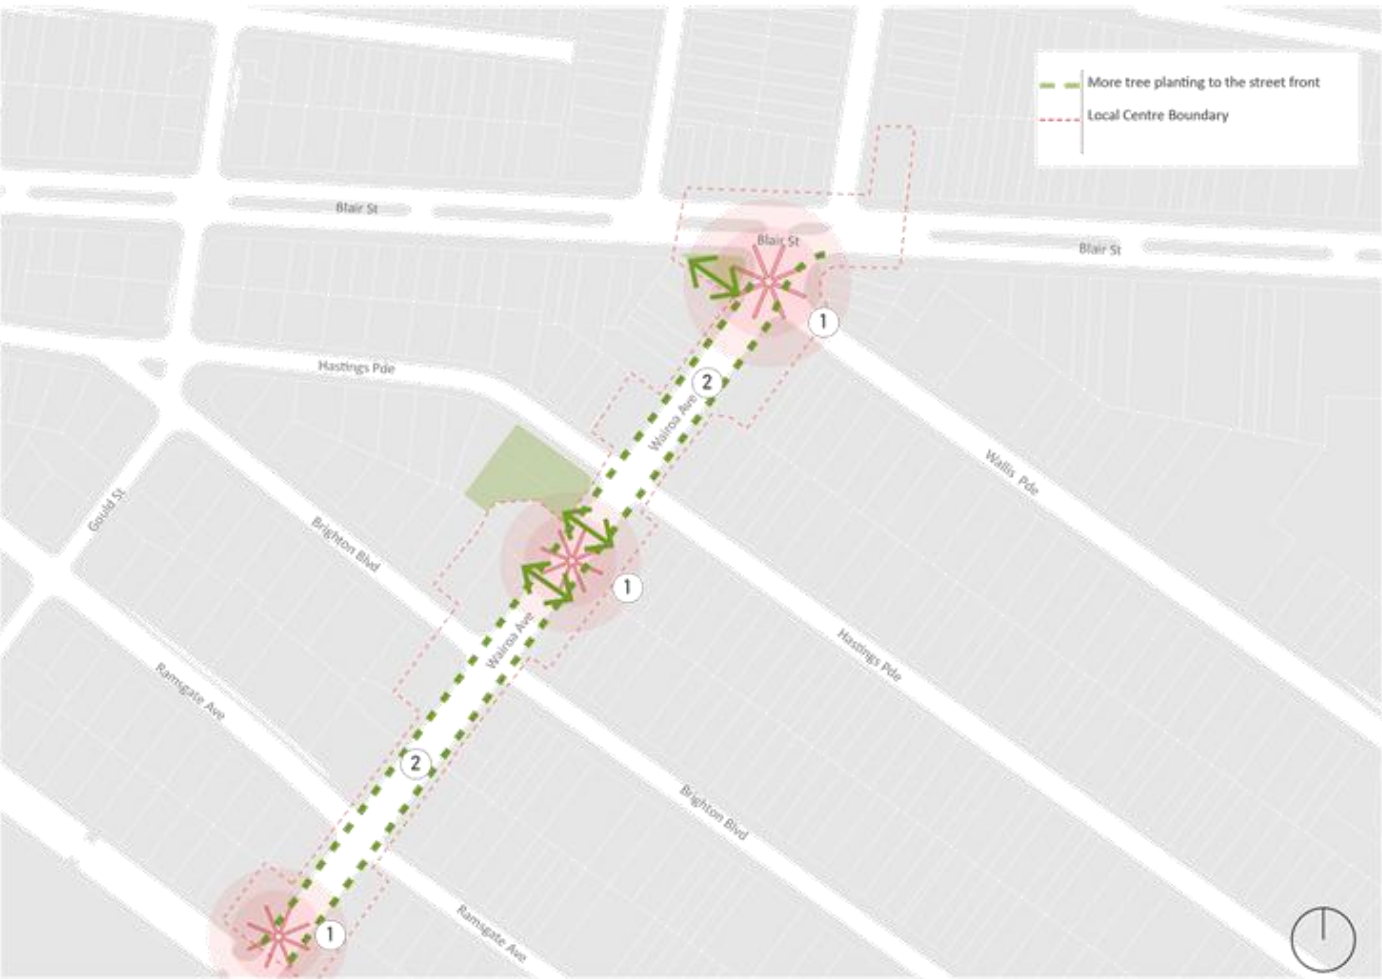 More tree planting to the street front
Local Centre Boundary
Blair St
Blair St
Blair St
1
Hastings Pde
2
Wairoa Ave
Wallis Pde
Gould St
Brighton Blvd
1
Wairoa Ave
Hastings Pde
Ramsgate Ave
2
Brighton Blvd
Ramsgate Ave
1